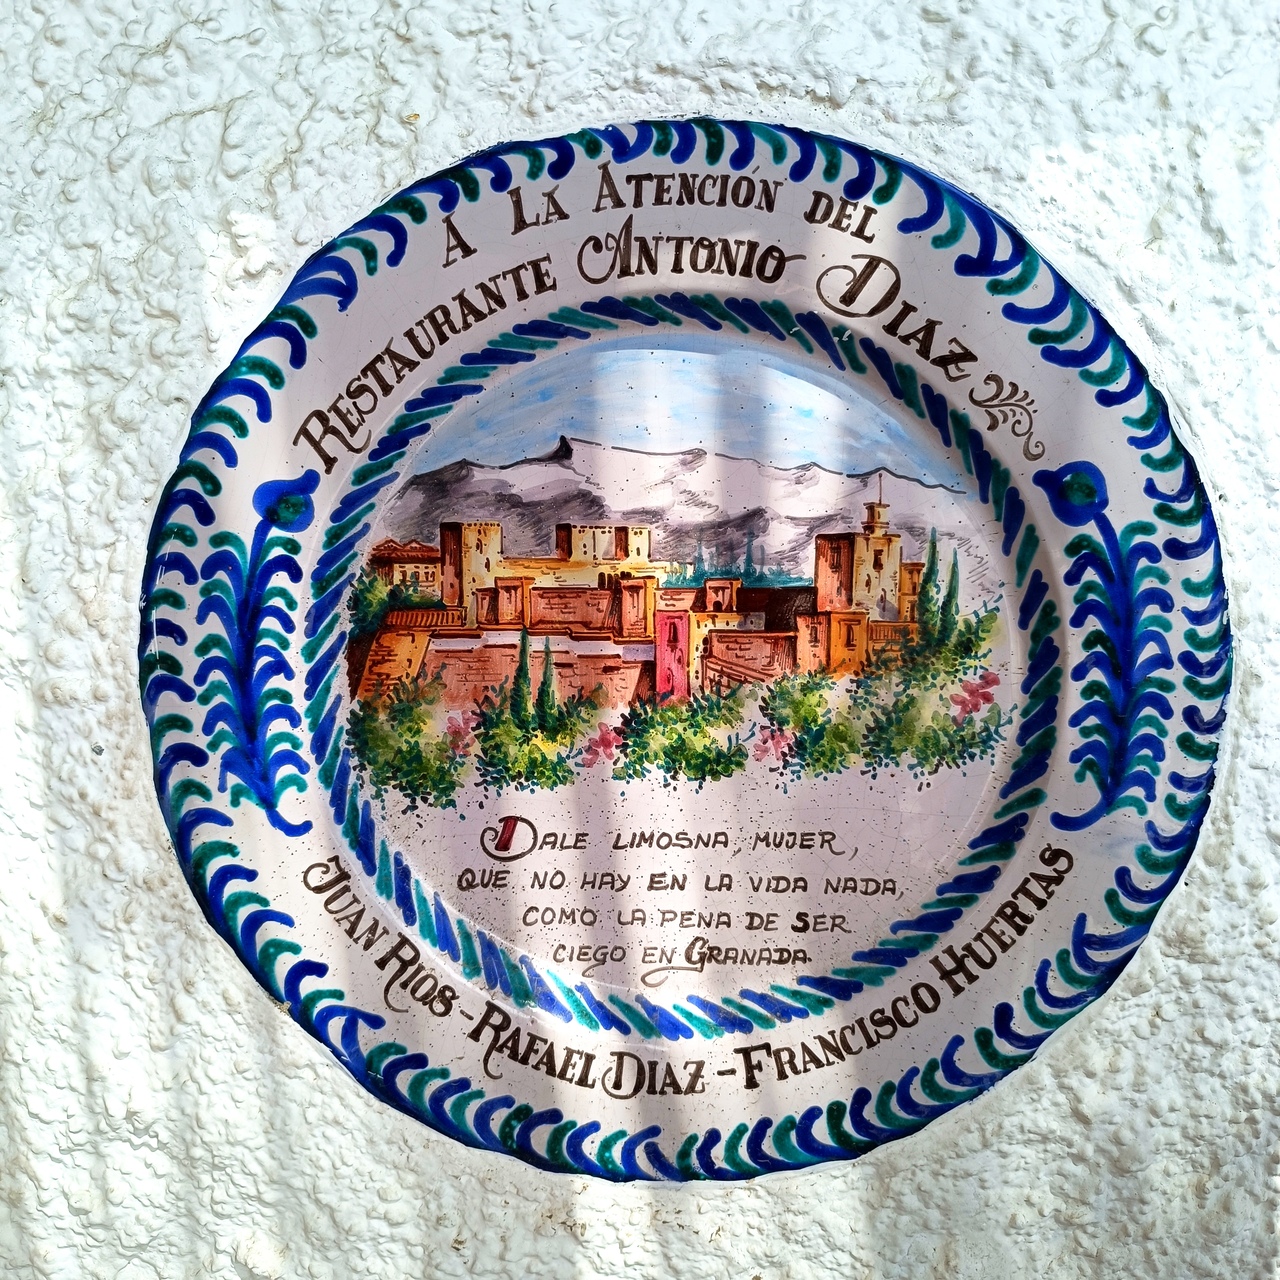 A LA ATENCIÓN DEL
RESTAURANTE ANTONIO DIAZ
DALE LIMOSNA, MUJER,
QUE NO HAY EN LA VIDA NADA,
COMO LA PENA DE SER
CIEGO EN GRANADA
JUAN RIOS - RAFAEL DIAZ - FRANCISCO HUERTAS